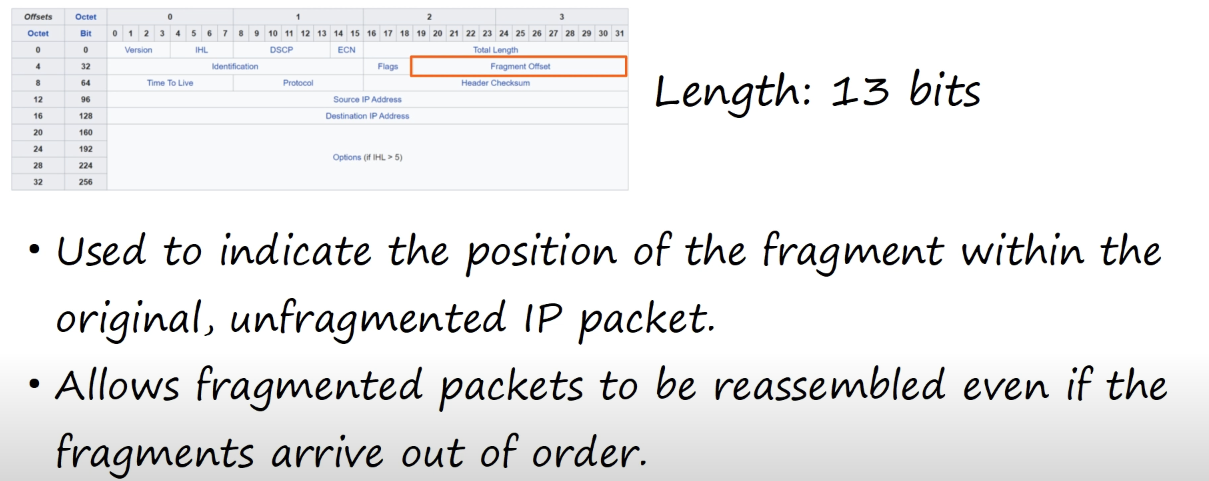 Offsets Octet 0 1 2 3
Octet Bit 0 1 2 3 4 5 6 7 8 9 10 11 12 13 14 15 16 17 18 19 20 21 22 23 24 25 26 27 28 29 30 31
0 0 Version IHL DSCP ECN Total Length
4 32 Identification Flags Fragment Offset
8 64 Time To Live Protocol Header Checksum
12 96 Source IP Address
16 128 Destination IP Address
20 160
24 192
Options (if IHL > 5)
28 224
32 256
Length: 13 bits
• Used to indicate the position of the fragment within the
original, unfragmented IP packet.
• Allows fragmented packets to be reassembled even if the
fragments arrive out of order.